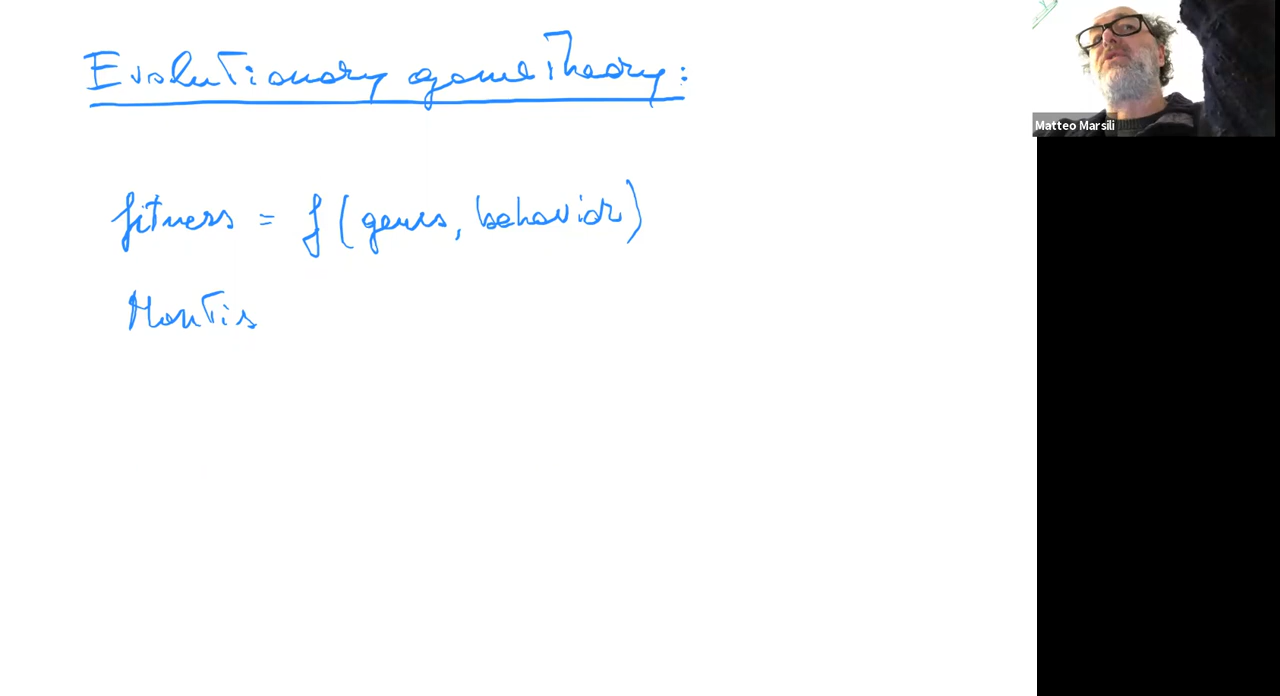 Evolutionary game Theory:
fitness = f (genes, behavior)
Mantis
Matteo Marsili